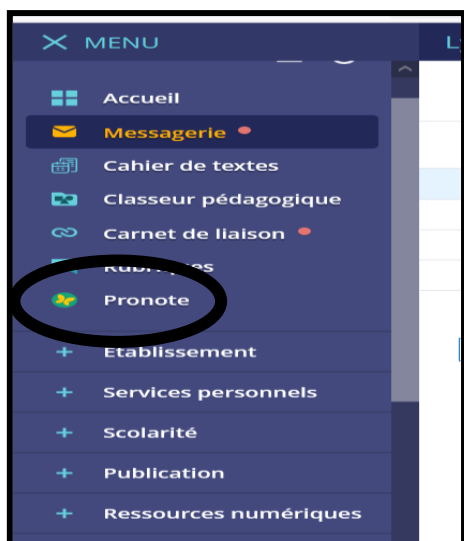 MENU
Accueil
Messagerie
Cahier de textes
Classeur pédagogique
Carnet de liaison
Rubriques
Pronote
+ Etablissement
+ Services personnels
+ Scolarité
+ Publication
+ Ressources numériques